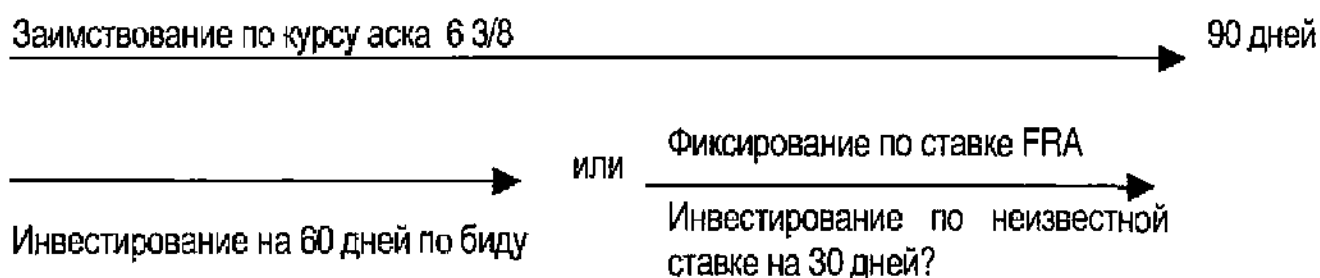 Заимствование по курсу аска 6 3/8
90 дней
Фиксирование по ставке FRA
или
Инвестирование на 60 дней по биду
Инвестирование по неизвестной
ставке на 30 дней?